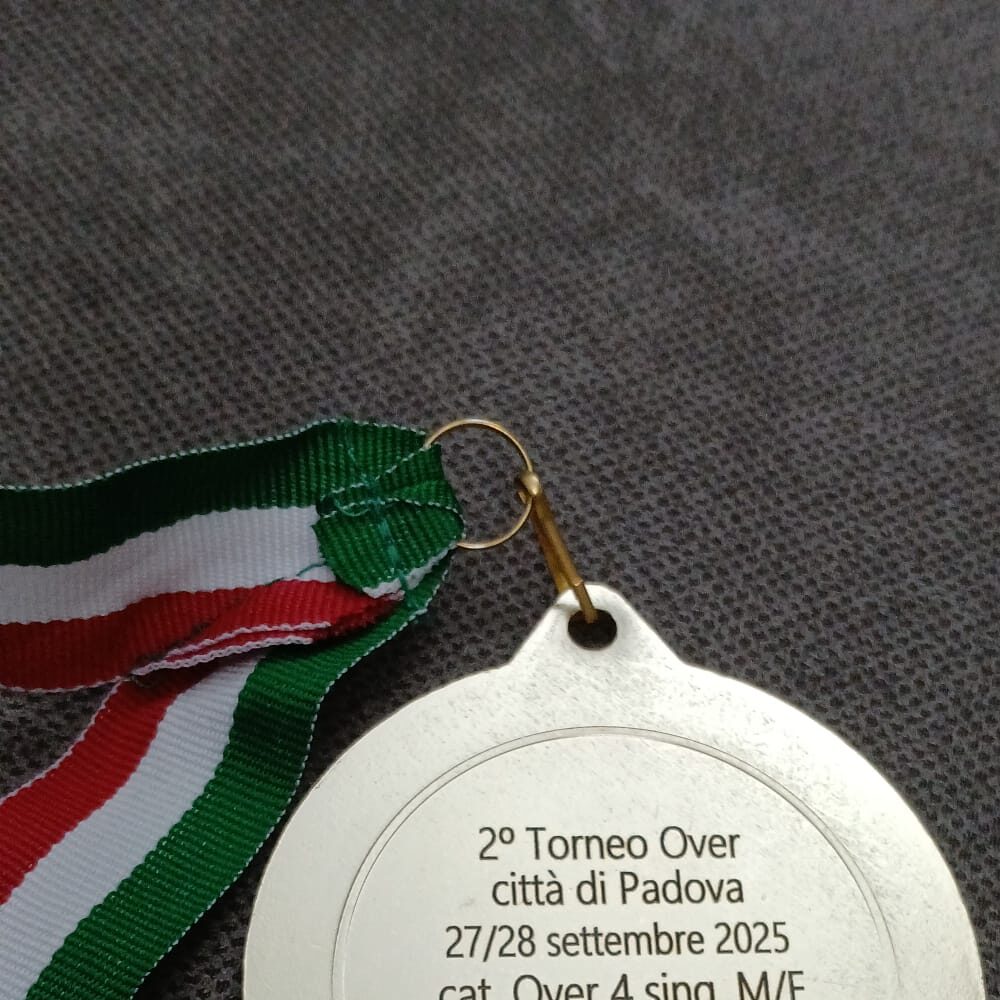 2º Torneo Over
città di Padova
27/28 settembre 2025
cat. Over 4 sing. M/F